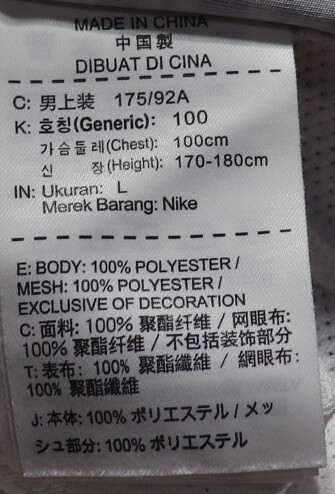 MADE IN CHINA
中国製
DIBUAT DI CINA
C: 男上装 175/92A
K: 호칭(Generic): 100
가슴둘레(Chest): 100cm
신 장(Height): 170-180cm
IN: Ukuran: L
Merek Barang: Nike
E: BODY: 100% POLYESTER /
MESH: 100% POLYESTER /
EXCLUSIVE OF DECORATION
C: 面料: 100% 聚酯纤维 / 网眼布:
100% 聚酯纤维 / 不包括装饰部分
T: 表布: 100% 聚酯纖維 / 網眼布:
100% 聚酯纖維
J: 本体: 100% ポリエステル / メッ
シュ部分: 100% ポリエステル